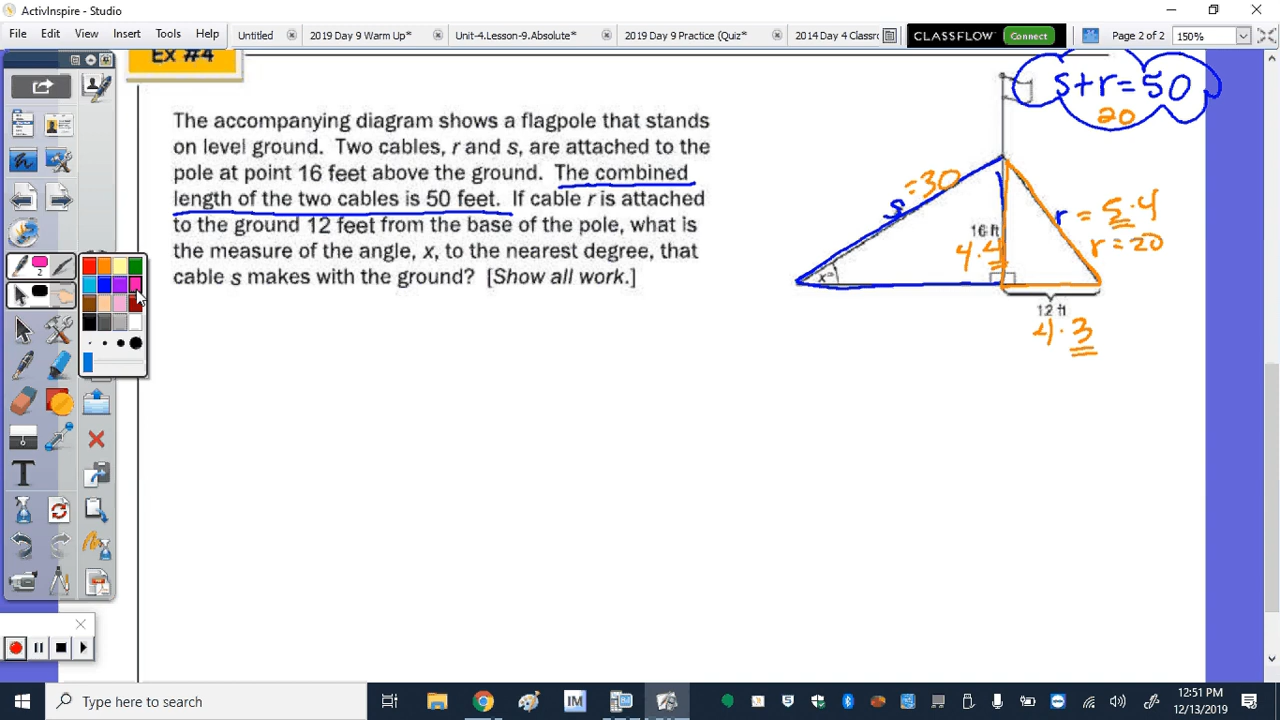 ActivInspire - Studio
File Edit View Insert Tools Help Untitled 2019 Day 9 Warm Up* Unit-4.Lesson-9.Absolute* 2019 Day 9 Practice (Quiz* 2014 Day 4 Classro CLASSFLOW Connect Page 2 of 2 150%
Ex #4
s+r=50
20
The accompanying diagram shows a flagpole that stands
on level ground. Two cables, r and s, are attached to the
pole at point 16 feet above the ground. The combined
length of the two cables is 50 feet. If cable r is attached
to the ground 12 feet from the base of the pole, what is
the measure of the angle, x, to the nearest degree, that
cable s makes with the ground? [Show all work.]
s =30
r = 5·4
r = 20
16 ft
4·4
x°
12 ft
4·3
2
T
IM
Type here to search
12:51 PM
12/13/2019